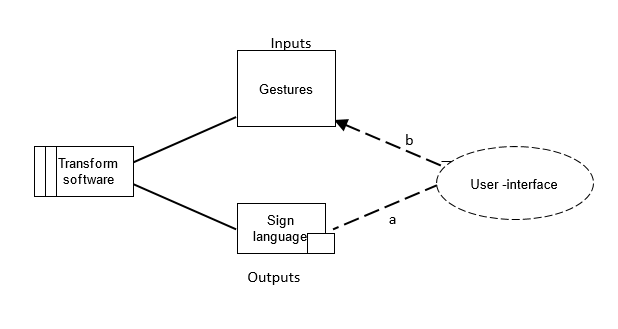 Inputs
Gestures
b
Transform
software
User -interface
Sign
language
a
Outputs